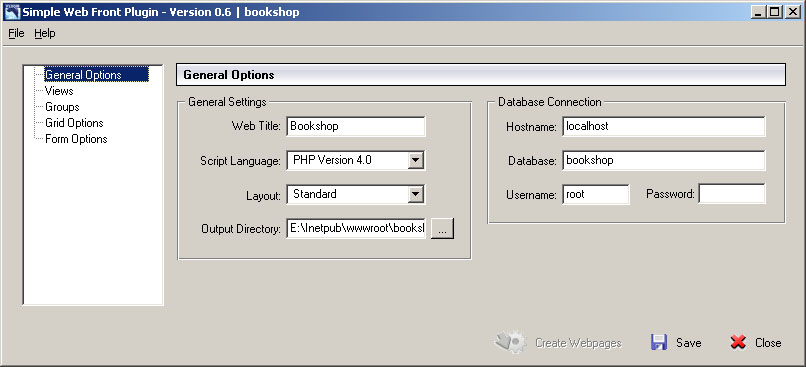 Simple Web Front Plugin - Version 0.6 | bookshop
File Help
General Options
Views
Groups
Grid Options
Form Options
General Options
General Settings
Web Title: Bookshop
Script Language: PHP Version 4.0
Layout: Standard
Output Directory: E:\Inetpub\wwwroot\booksl ...
Database Connection
Hostname: localhost
Database: bookshop
Username: root Password:
Create Webpages Save Close